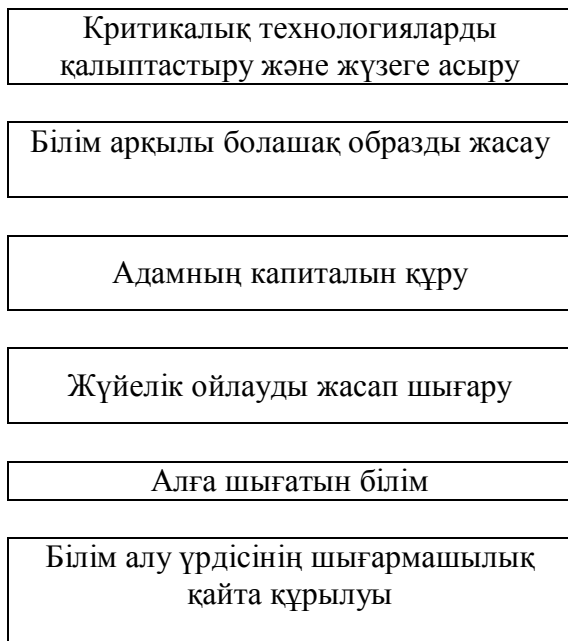 Критикалық технологияларды
қалыптастыру және жүзеге асыру
Білім арқылы болашақ образды жасау
Адамның капиталын құру
Жүйелік ойлауды жасап шығару
Алға шығатын білім
Білім алу үрдісінің шығармашылық
қайта құрылуы